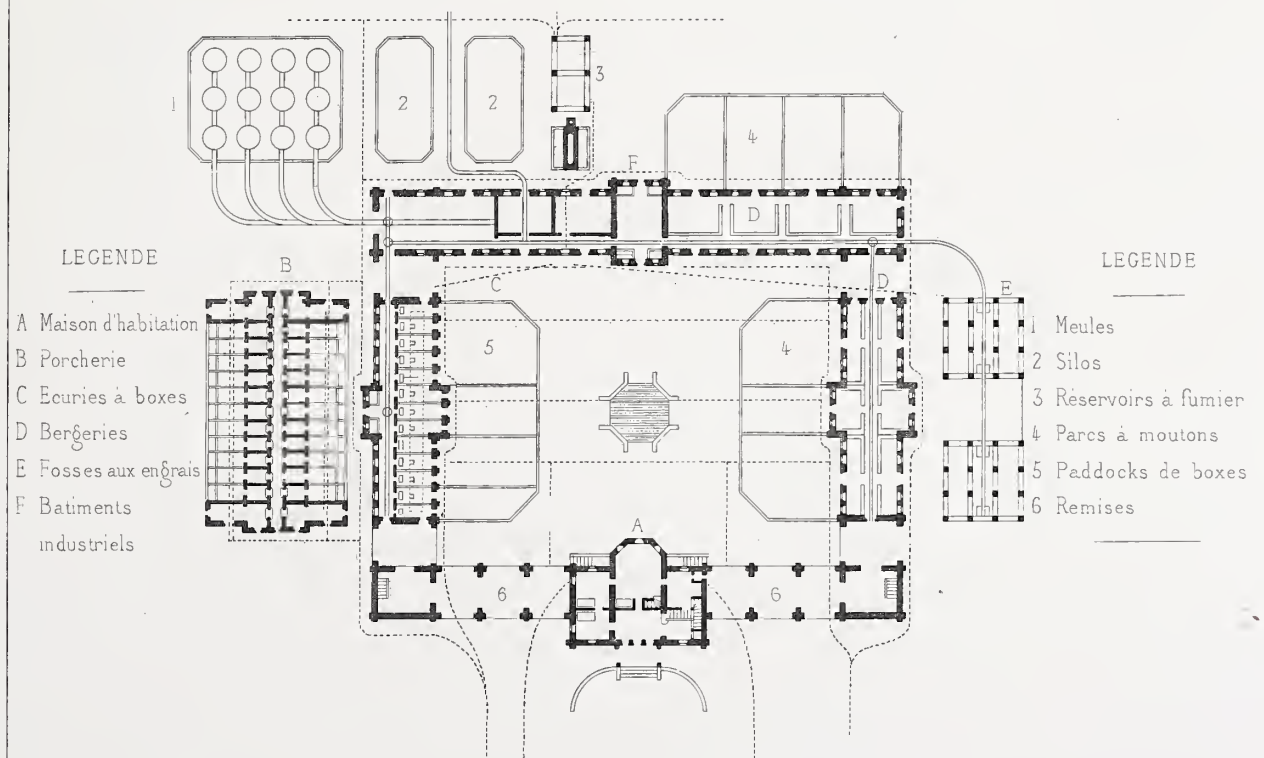 1
2
2
3
4
F
D
LEGENDE
A Maison d'habitation
B Porcherie
C Ecuries à boxes
D Bergeries
E Fosses aux engrais
F Batiments
industriels
B
C
5
4
D
E
A
6
6
LEGENDE
1 Meules
2 Silos
3 Réservoirs à fumier
4 Parcs à moutons
5 Paddocks de boxes
6 Remises